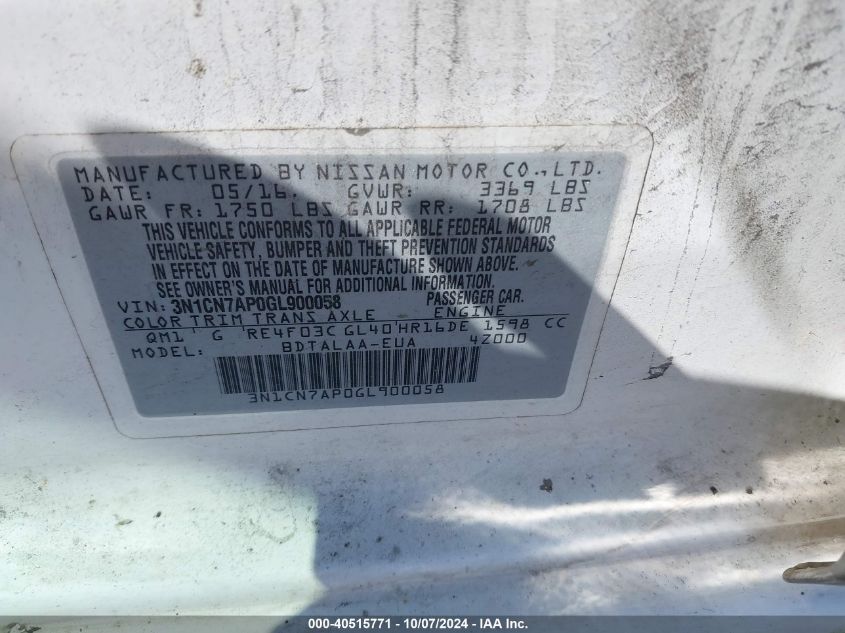 MANUFACTURED BY NISSAN MOTOR CO., LTD.
DATE: 05/16 GVWR: 3369 LBS
GAWR FR: 1750 LBS GAWR RR: 1708 LBS
THIS VEHICLE CONFORMS TO ALL APPLICABLE FEDERAL MOTOR
VEHICLE SAFETY, BUMPER AND THEFT PREVENTION STANDARDS
IN EFFECT ON THE DATE OF MANUFACTURE SHOWN ABOVE.
SEE OWNER'S MANUAL FOR ADDITIONAL INFORMATION.
VIN: 3N1CN7AP0GL900058 PASSENGER CAR.
COLOR TRIM TRANS AXLE ENGINE
QM1 G RE4F03C GL40 HR16DE 1598 CC
MODEL: BDTALAA-EUA 4Z000
3N1CN7AP0GL900058
000-40515771 - 10/07/2024 - IAA Inc.